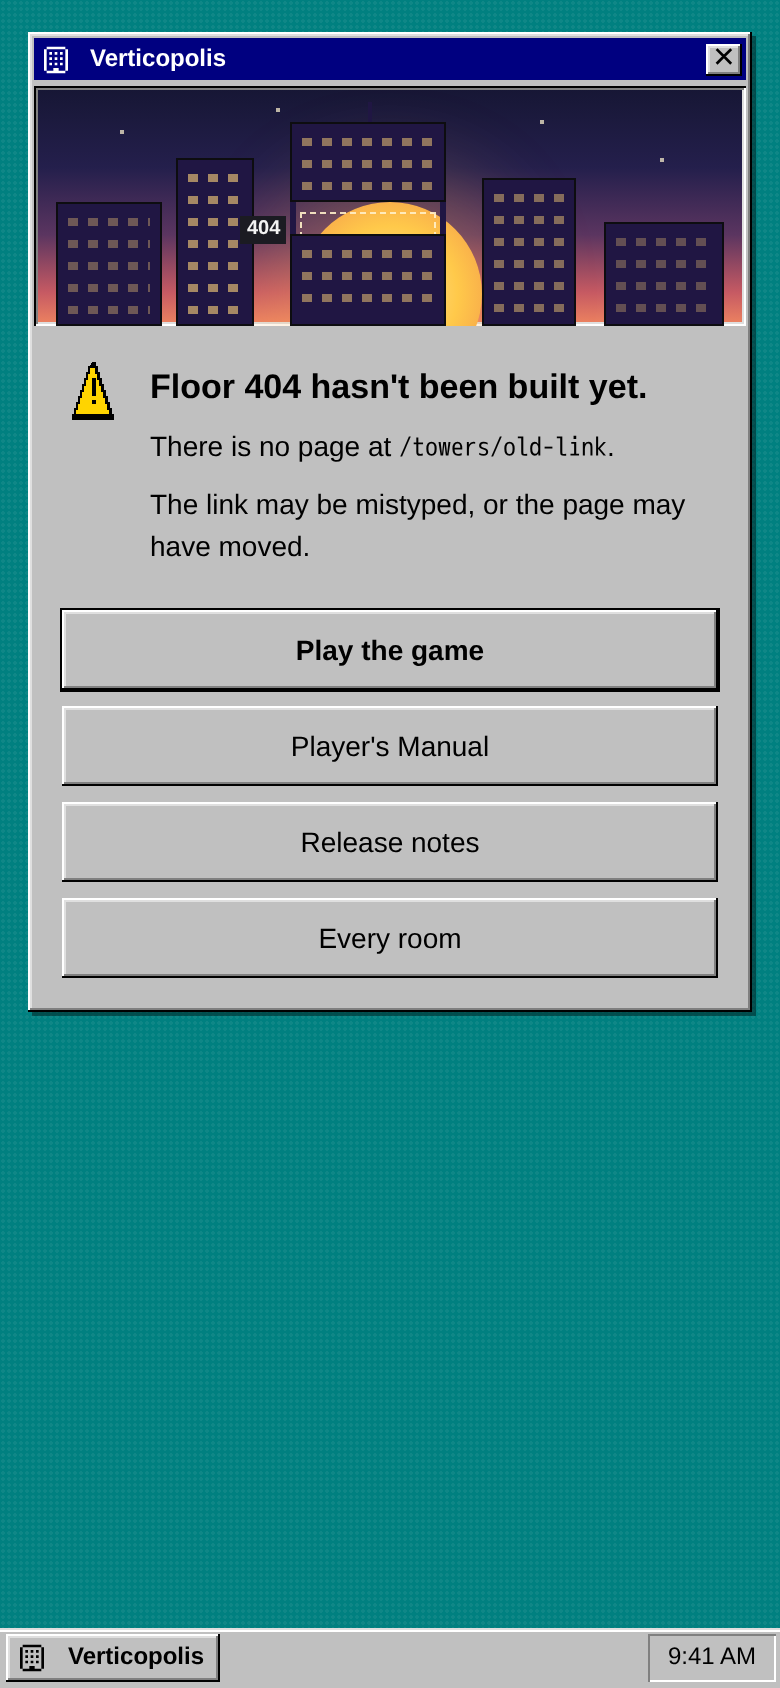 Verticopolis
404
Floor 404 hasn't been built yet.
There is no page at /towers/old-link.
The link may be mistyped, or the page may
have moved.
Play the game
Player's Manual
Release notes
Every room
Verticopolis
9:41 AM